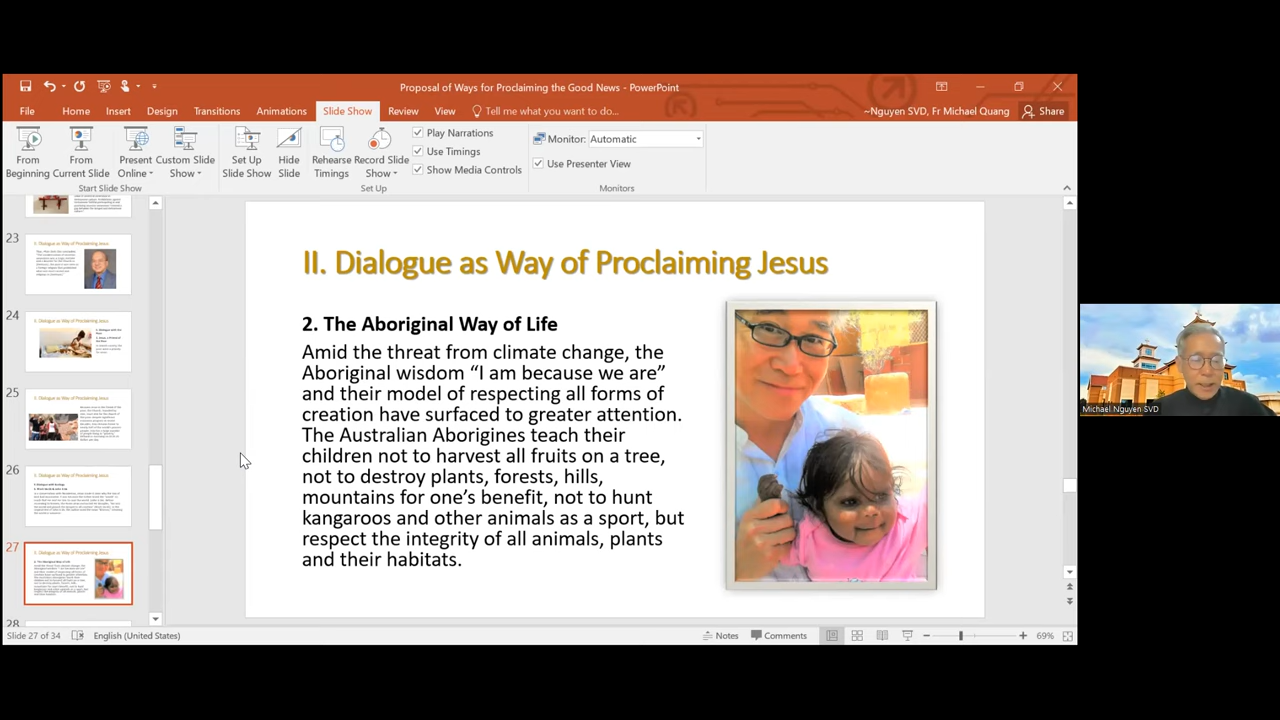 Proposal of Ways for Proclaiming the Good News - PowerPoint
File Home Insert Design Transitions Animations Slide Show Review View Tell me what you want to do...
~Nguyen SVD, Fr Michael Quang Share
From Beginning
From Current Slide
Present Online
Custom Slide Show
Start Slide Show
Set Up Slide Show
Hide Slide
Rehearse Timings
Record Slide Show
Play Narrations
Use Timings
Show Media Controls
Set Up
Monitor: Automatic
Use Presenter View
Monitors
23
24
25
26
27
28
II. Dialogue as Way of Proclaiming Jesus
2. The Aboriginal Way of Life
Amid the threat from climate change, the
Aboriginal wisdom “I am because we are”
and their model of respecting all forms of
creation have surfaced to greater attention.
The Australian Aborigines teach their
children not to harvest all fruits on a tree,
not to destroy plants, forests, hills,
mountains for one’s benefit, not to hunt
kangaroos and other animals as a sport, but
respect the integrity of all animals, plants
and their habitats.
Michael Nguyen SVD
Slide 27 of 34 English (United States) Notes Comments 69%